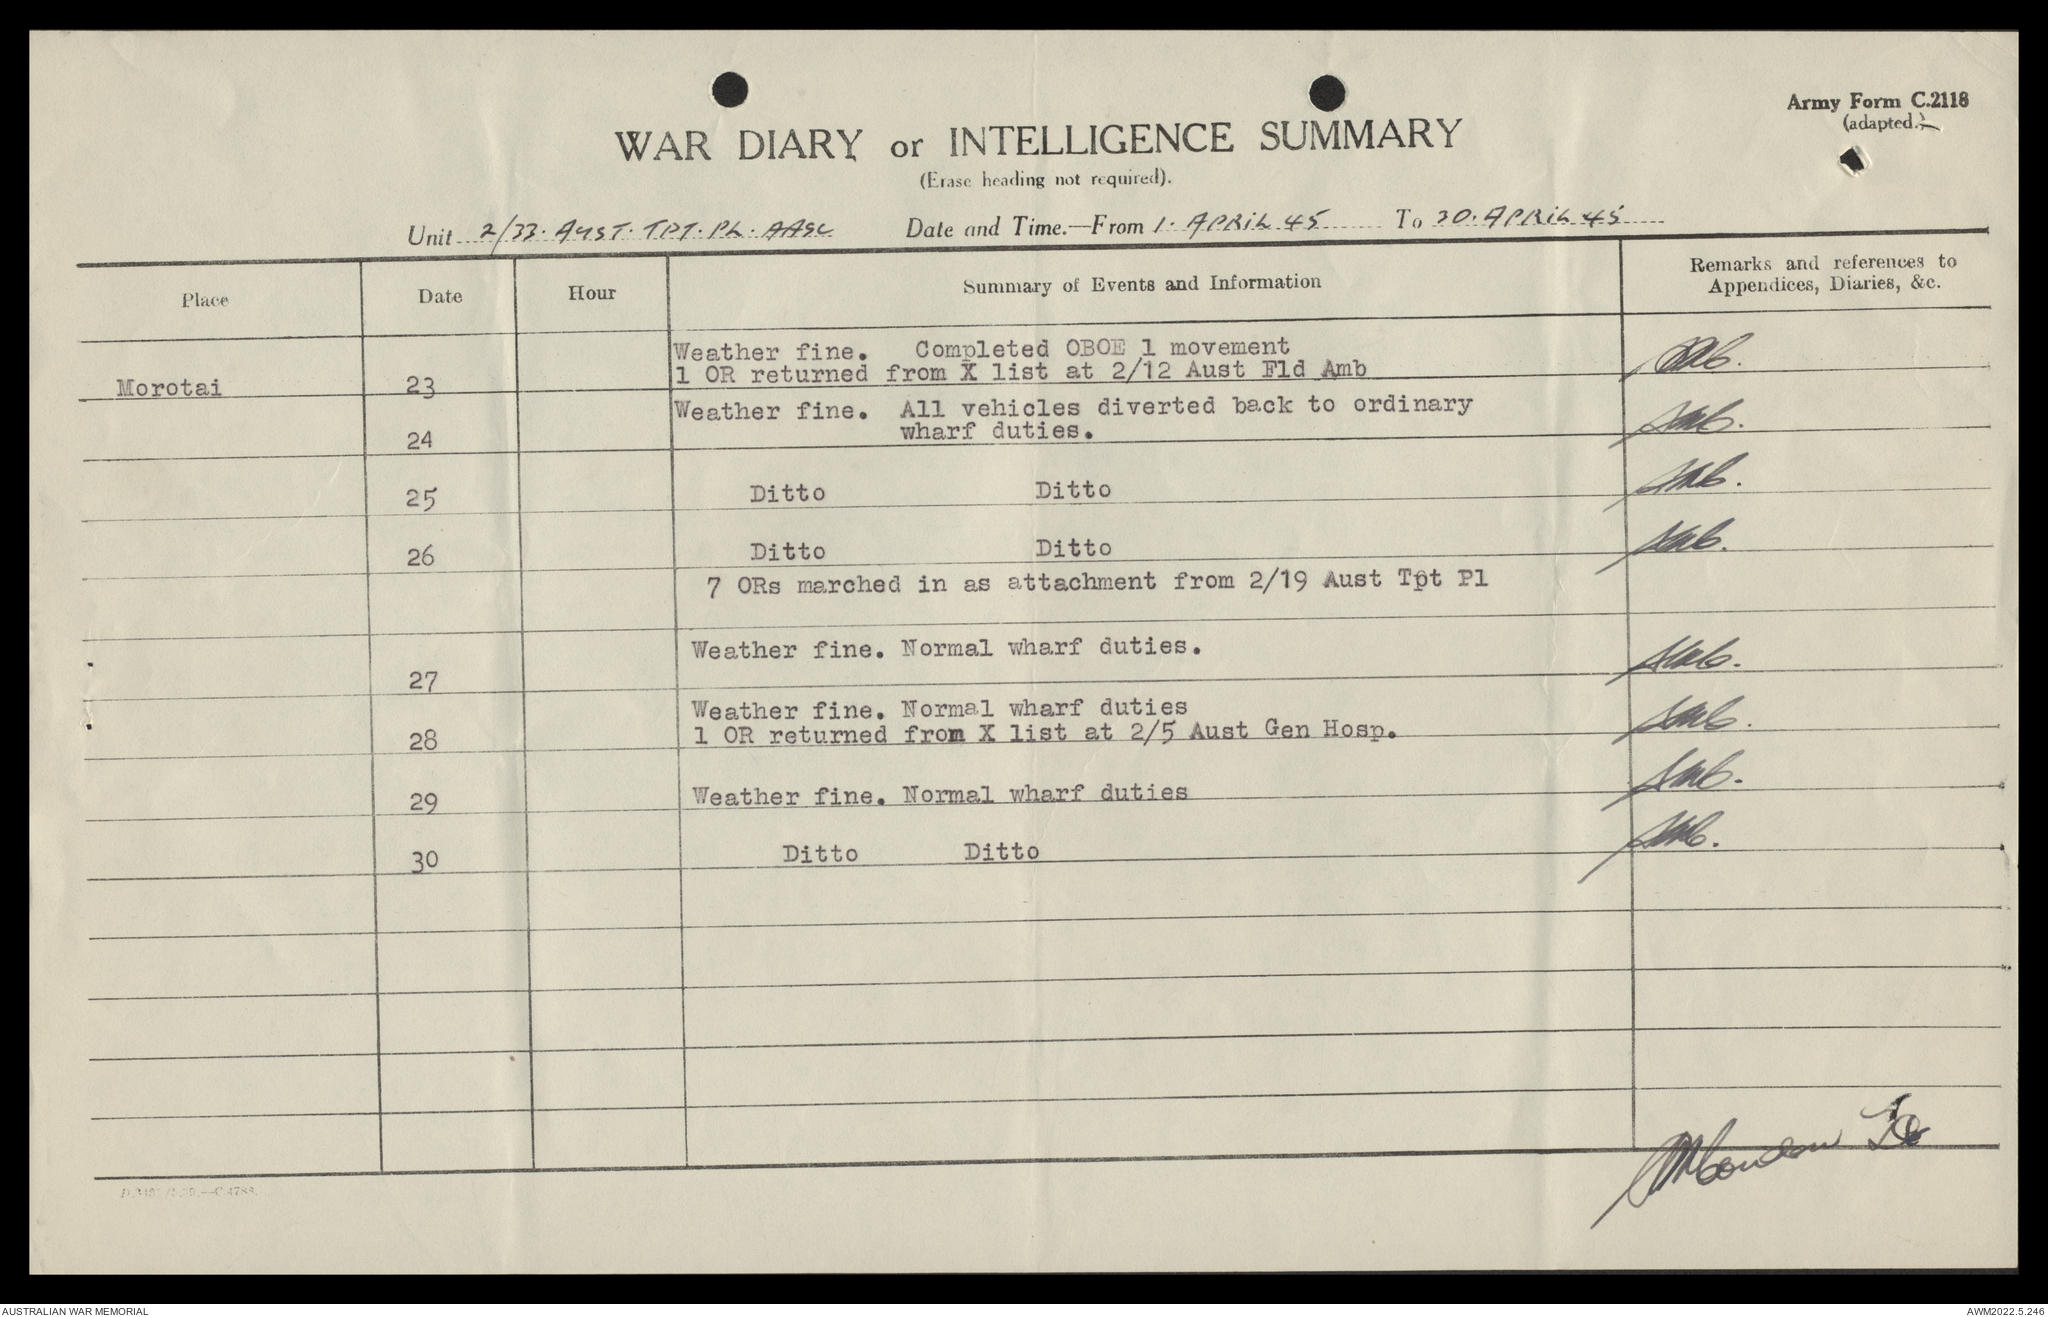 Army Form C.2118
(adapted.)
WAR DIARY or INTELLIGENCE SUMMARY
(Erase heading not required).
Unit 2/33. AUST. TPT. PL. AASC Date and Time.—From 1. APRIL 45 To 30. APRIL 45
Place Date Hour Summary of Events and Information Remarks and references to
Appendices, Diaries, &c.
Weather fine. Completed OBOE 1 movement
Morotai 23 1 OR returned from X list at 2/12 Aust Fld Amb
Weather fine. All vehicles diverted back to ordinary
24 wharf duties.
25 Ditto Ditto
26 Ditto Ditto
7 ORs marched in as attachment from 2/19 Aust Tpt Pl
Weather fine. Normal wharf duties.
27
Weather fine. Normal wharf duties
28 1 OR returned from X list at 2/5 Aust Gen Hosp.
29 Weather fine. Normal wharf duties
30 Ditto Ditto
AUSTRALIAN WAR MEMORIAL
AWM2022.5.246